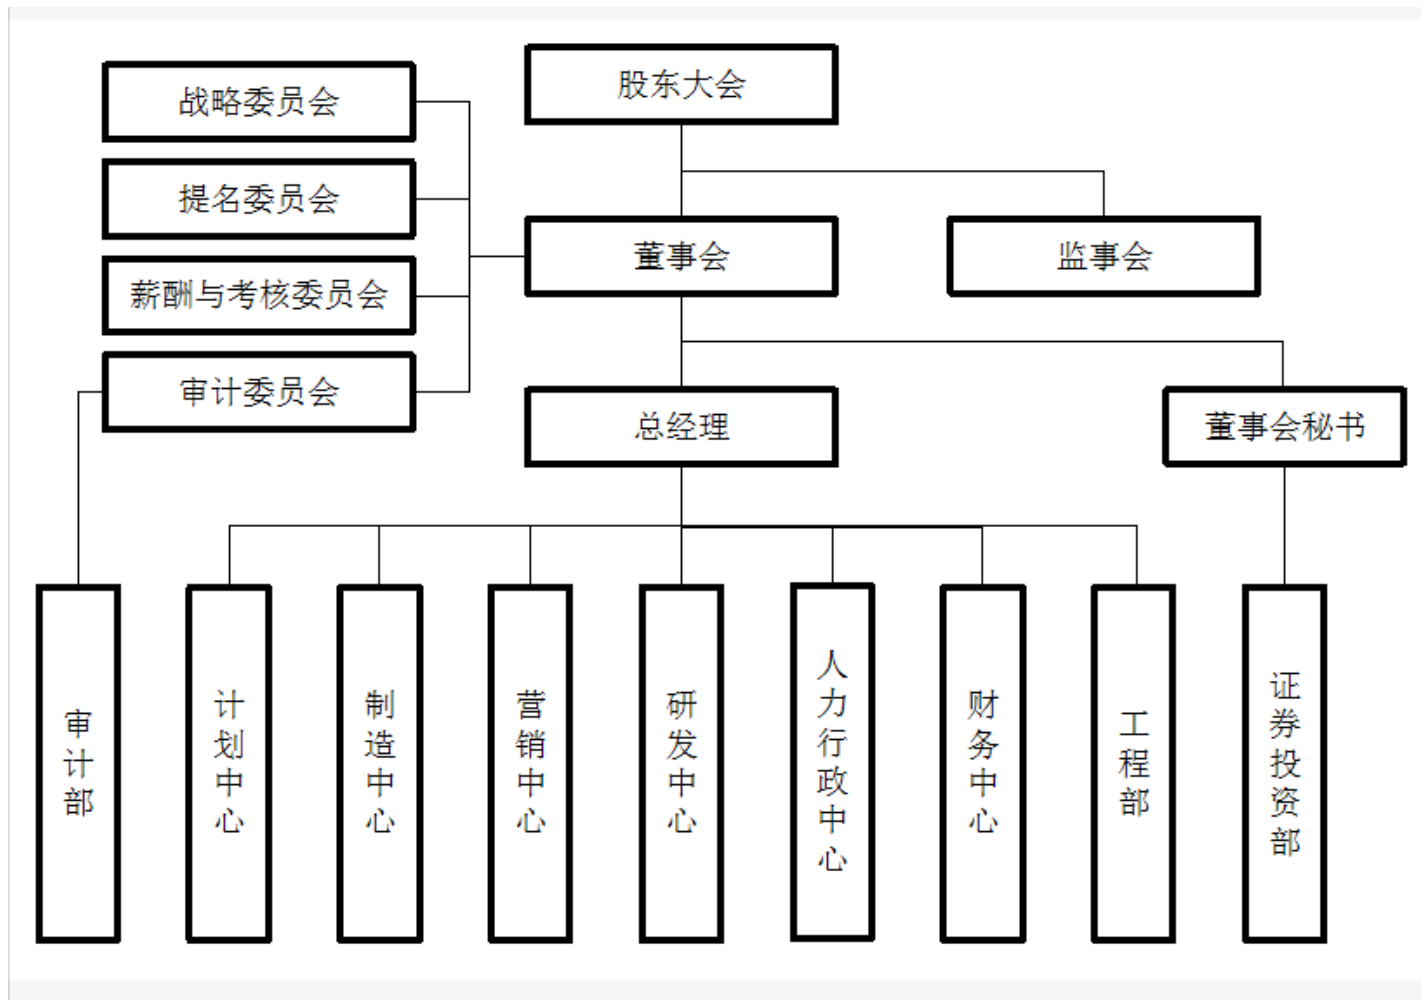 股东大会
战略委员会
提名委员会
董事会
监事会
薪酬与考核委员会
审计委员会
总经理
董事会秘书
审计部
计划中心
制造中心
营销中心
研发中心
人力行政中心
财务中心
工程部
证券投资部